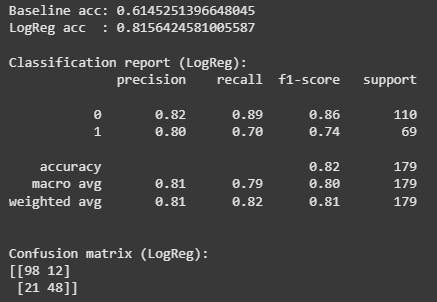 Baseline acc: 0.6145251396648045
LogReg acc  : 0.8156424581005587
Classification report (LogReg):
              precision    recall  f1-score   support
           0       0.82      0.89      0.86       110
           1       0.80      0.70      0.74        69
    accuracy                           0.82       179
   macro avg       0.81      0.79      0.80       179
weighted avg       0.81      0.82      0.81       179
Confusion matrix (LogReg):
[[98 12]
 [21 48]]